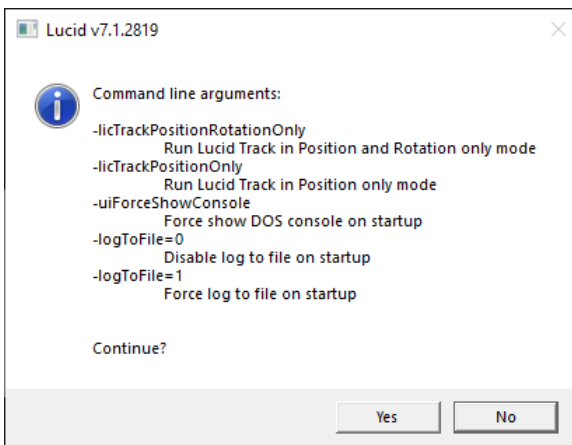 Lucid v7.1.2819
Command line arguments:
-licTrackPositionRotationOnly
Run Lucid Track in Position and Rotation only mode
-licTrackPositionOnly
Run Lucid Track in Position only mode
-uiForceShowConsole
Force show DOS console on startup
-logToFile=0
Disable log to file on startup
-logToFile=1
Force log to file on startup
Continue?
Yes No